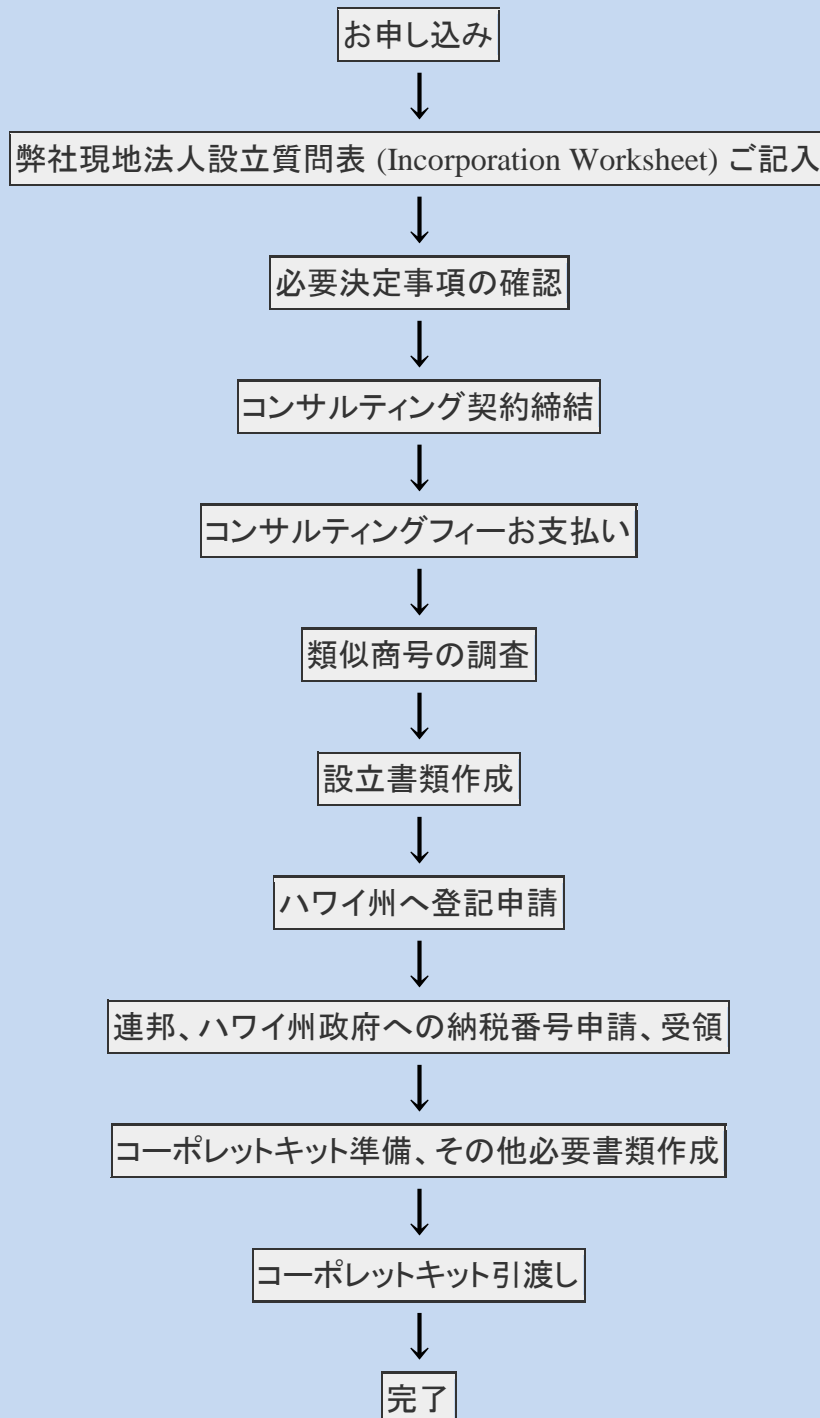 お申し込み
弊社現地法人設立質問表 (Incorporation Worksheet) ご記入
必要決定事項の確認
コンサルティング契約締結
コンサルティングフィーお支払い
類似商号の調査
設立書類作成
ハワイ州へ登記申請
連邦、ハワイ州政府への納税番号申請、受領
コーポレットキット準備、その他必要書類作成
コーポレットキット引渡し
完了